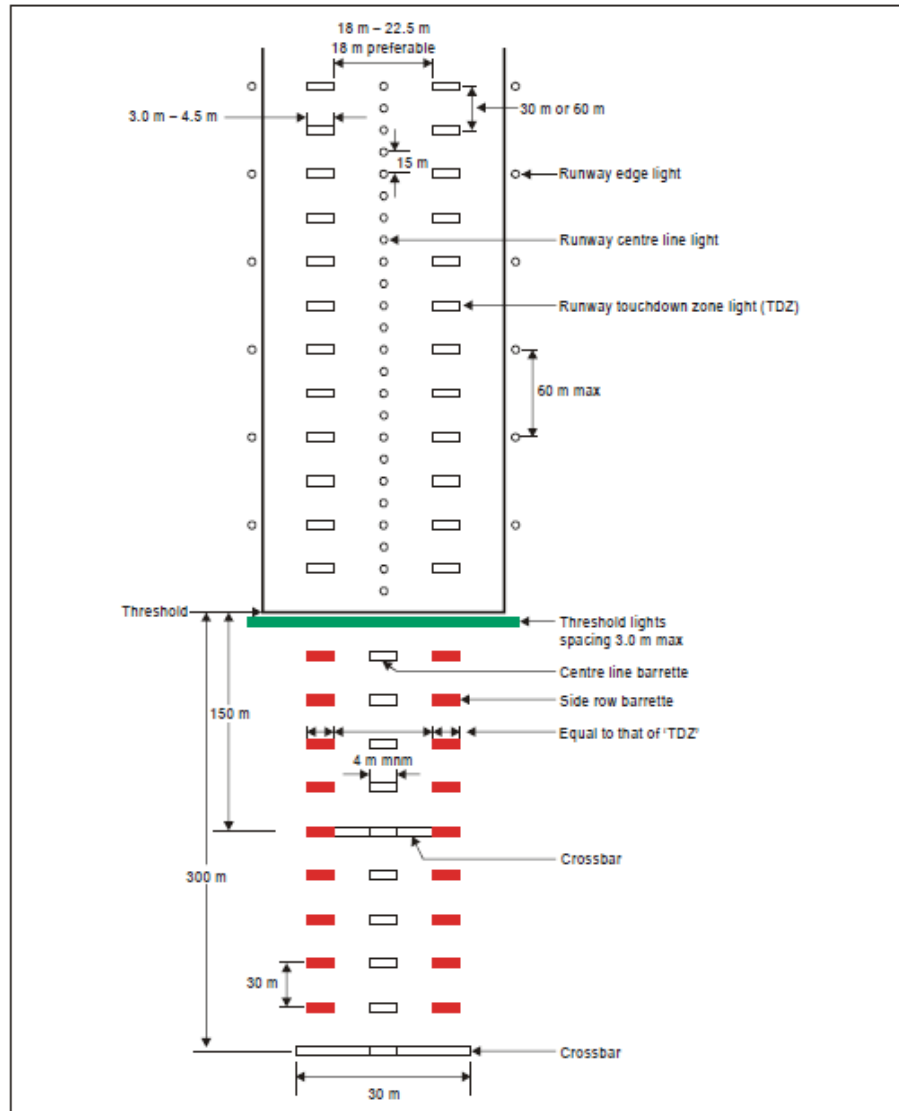 18 m – 22.5 m
18 m preferable
3.0 m – 4.5 m
30 m or 60 m
15 m
Runway edge light
Runway centre line light
Runway touchdown zone light (TDZ)
60 m max
Threshold
Threshold lights
spacing 3.0 m max
Centre line barrette
Side row barrette
150 m
Equal to that of 'TDZ'
4 m mnm
Crossbar
300 m
30 m
Crossbar
30 m